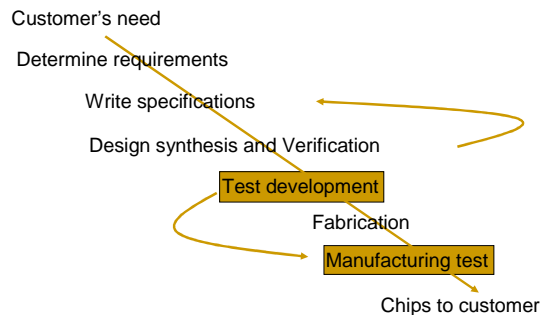 Customer’s need
Determine requirements
Write specifications
Design synthesis and Verification
Test development
Fabrication
Manufacturing test
Chips to customer